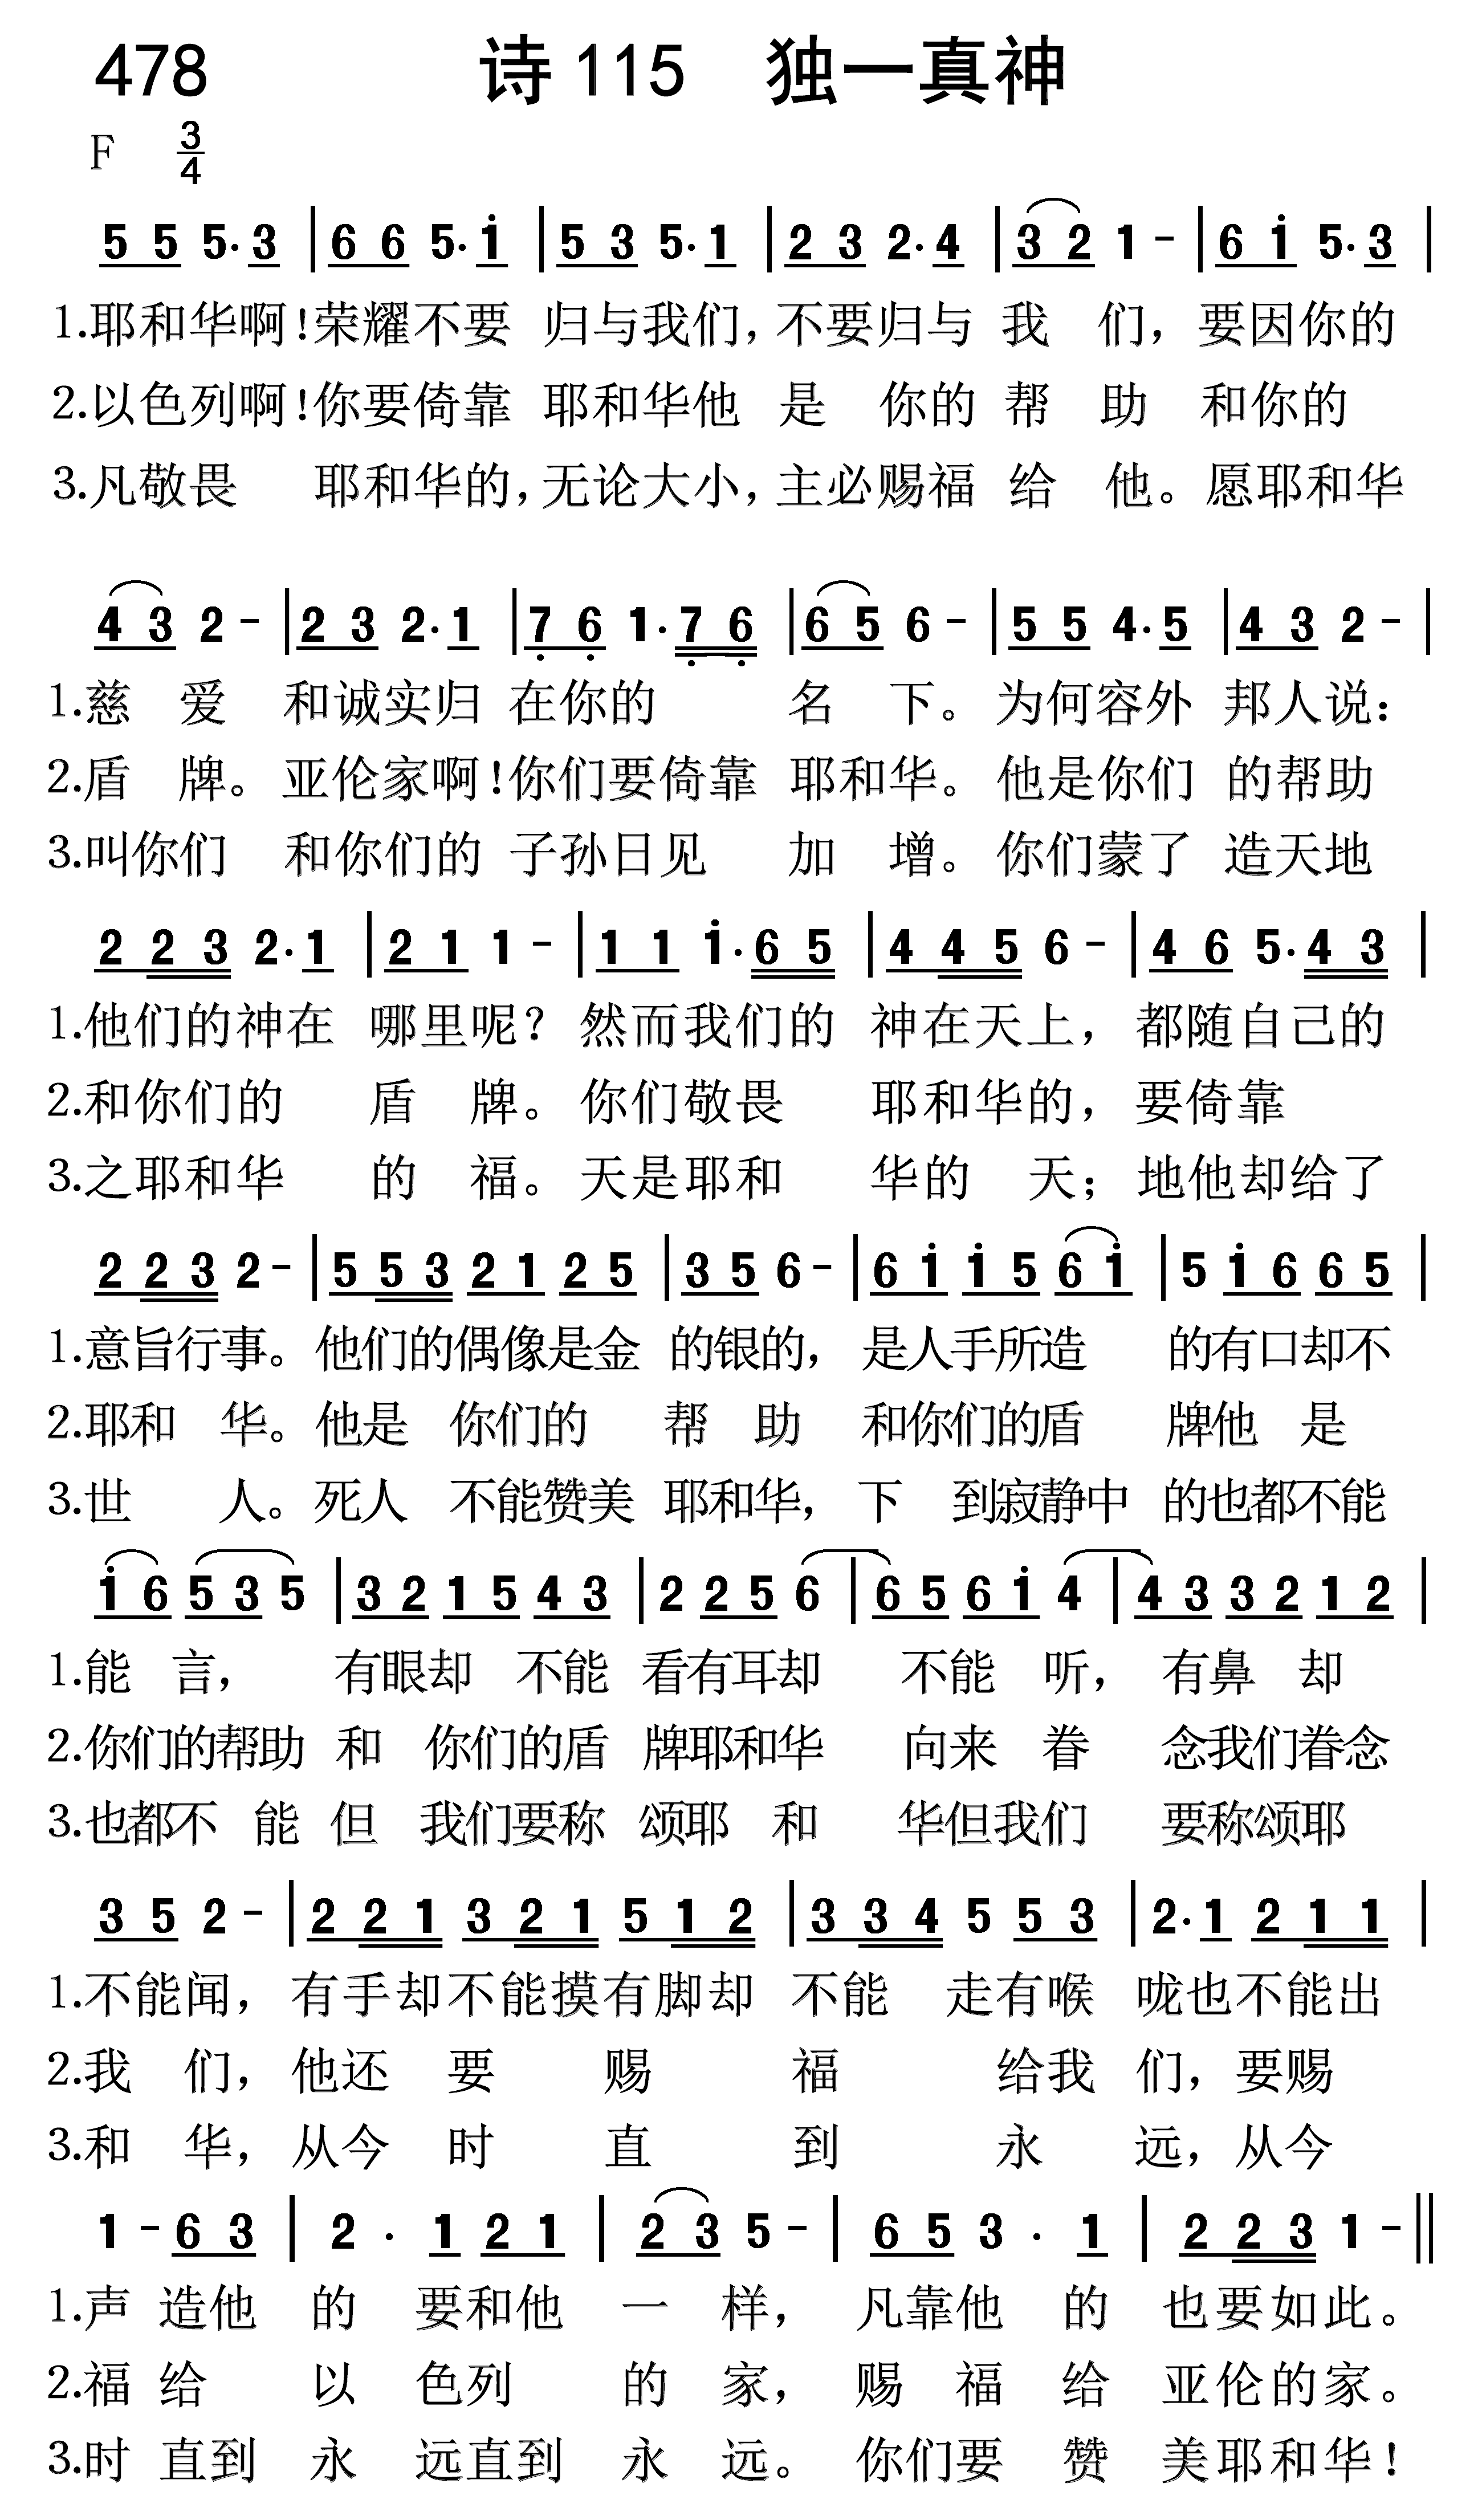 478 诗115 独一真神
F 3/4
5 5 5· 3 | 6 6 5· i | 5 3 5· 1 | 2 3 2· 4 | 3 2 1 - | 6 i 5· 3 |
1.耶和华啊!荣耀不要 归与我们,不要归与 我 们, 要因你的
2.以色列啊!你要倚靠 耶和华他 是 你的 帮 助 和你的
3.凡敬畏 耶和华的,无论大小,主必赐福 给 他。愿耶和华
4 3 2 - | 2 3 2· 1 | 7 6 1· 7 6 | 6 5 6 - | 5 5 4· 5 | 4 3 2 - |
1.慈 爱 和诚实归 在你的 名 下。为何容外 邦人说:
2.盾 牌。亚伦家啊!你们要倚靠 耶和华。他是你们 的帮助
3.叫你们 和你们的 子孙日见 加 增。你们蒙了 造天地
2 2 3 2· 1 | 2 1 1 - | 1 1 i· 6 5 | 4 4 5 6 - | 4 6 5· 4 3 |
1.他们的神在 哪里呢? 然而我们的 神在天上, 都随自己的
2.和你们的 盾 牌。你们敬畏 耶和华的, 要倚靠
3.之耶和华 的 福。天是耶和 华的 天; 地他却给了
2 2 3 2 - | 5 5 3 2 1 2 5 | 3 5 6 - | 6 i i 5 6 i | 5 i 6 6 5 |
1.意旨行事。他们的偶像是金 的银的, 是人手所造 的有口却不
2.耶和 华。他是 你们的 帮 助 和你们的盾 牌他 是
3.世 人。死人 不能赞美 耶和华, 下 到寂静中 的也都不能
i 6 5 3 5 | 3 2 1 5 4 3 | 2 2 5 6 | 6 5 6 i 4 | 4 3 3 2 1 2 |
1.能 言, 有眼却 不能 看有耳却 不能 听, 有鼻 却
2.你们的帮助 和 你们的盾 牌耶和华 向来 眷 念我们眷念
3.也都不 能 但 我们要称 颂耶 和 华但我们 要称颂耶
3 5 2 - | 2 2 1 3 2 1 5 1 2 | 3 3 4 5 5 3 | 2· 1 2 1 1 |
1.不能闻, 有手却不能摸有脚却 不能 走有喉 咙也不能出
2.我 们, 他还 要 赐 福 给我 们, 要赐
3.和 华, 从今 时 直 到 永 远, 从今
1 - 6 3 | 2 · 1 2 1 | 2 3 5 - | 6 5 3 · 1 | 2 2 3 1 - ||
1.声 造他 的 要和他 一 样, 凡靠他 的 也要如此。
2.福 给 以 色列 的 家, 赐 福 给 亚伦的家。
3.时 直到 永 远直到 永 远。 你们要 赞 美耶和华!